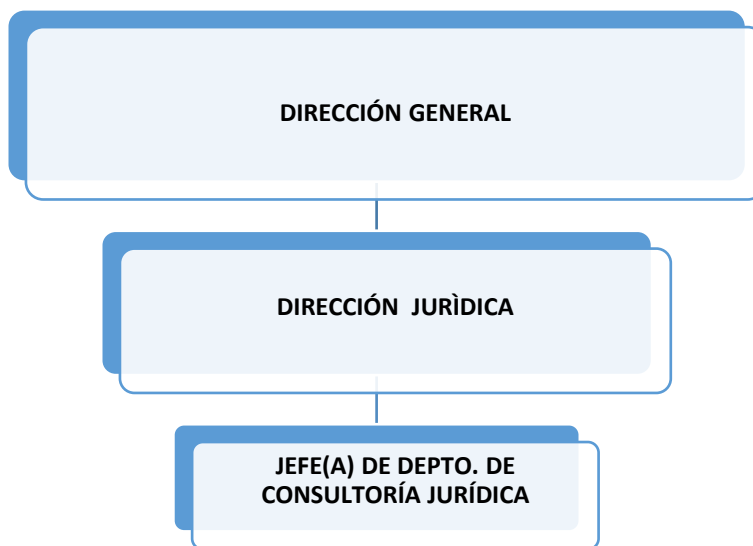 DIRECCIÓN GENERAL
DIRECCIÓN  JURÌDICA
JEFE(A) DE DEPTO. DE
CONSULTORÍA JURÍDICA